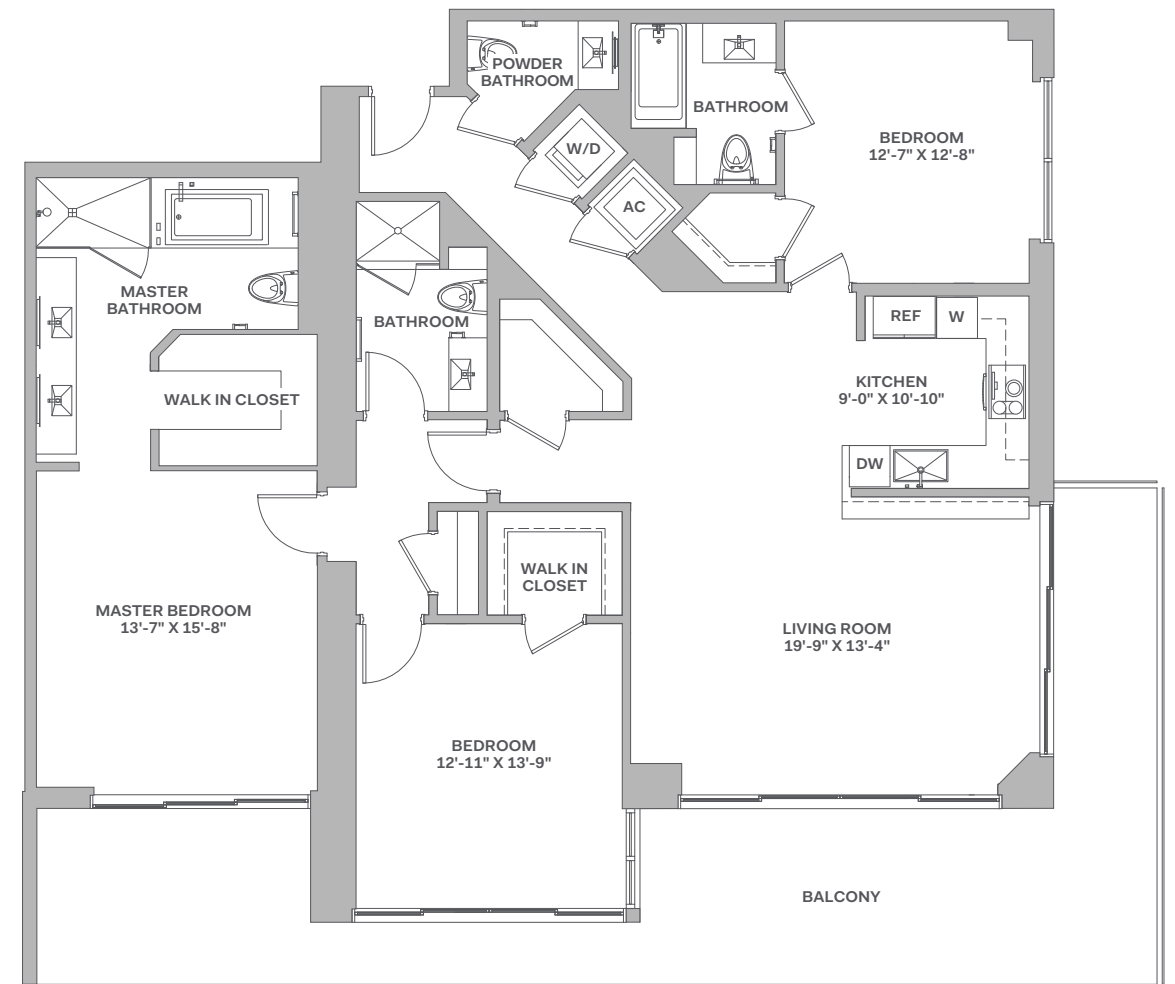 POWDER
BATHROOM
BATHROOM
BEDROOM
12'-7" X 12'-8"
W/D
AC
MASTER
BATHROOM
BATHROOM
REF
W
KITCHEN
9'-0" X 10'-10"
WALK IN CLOSET
DW
WALK IN
CLOSET
MASTER BEDROOM
13'-7" X 15'-8"
LIVING ROOM
19'-9" X 13'-4"
BEDROOM
12'-11" X 13'-9"
BALCONY